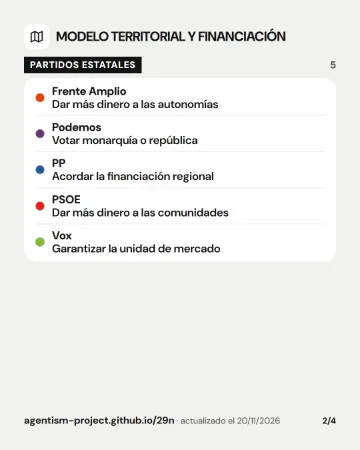 MODELO TERRITORIAL Y FINANCIACIÓN
PARTIDOS ESTATALES 5
Frente Amplio
Dar más dinero a las autonomías
Podemos
Votar monarquía o república
PP
Acordar la financiación regional
PSOE
Dar más dinero a las comunidades
Vox
Garantizar la unidad de mercado
agentism-project.github.io/29n · actualizado el 20/11/2026 2/4